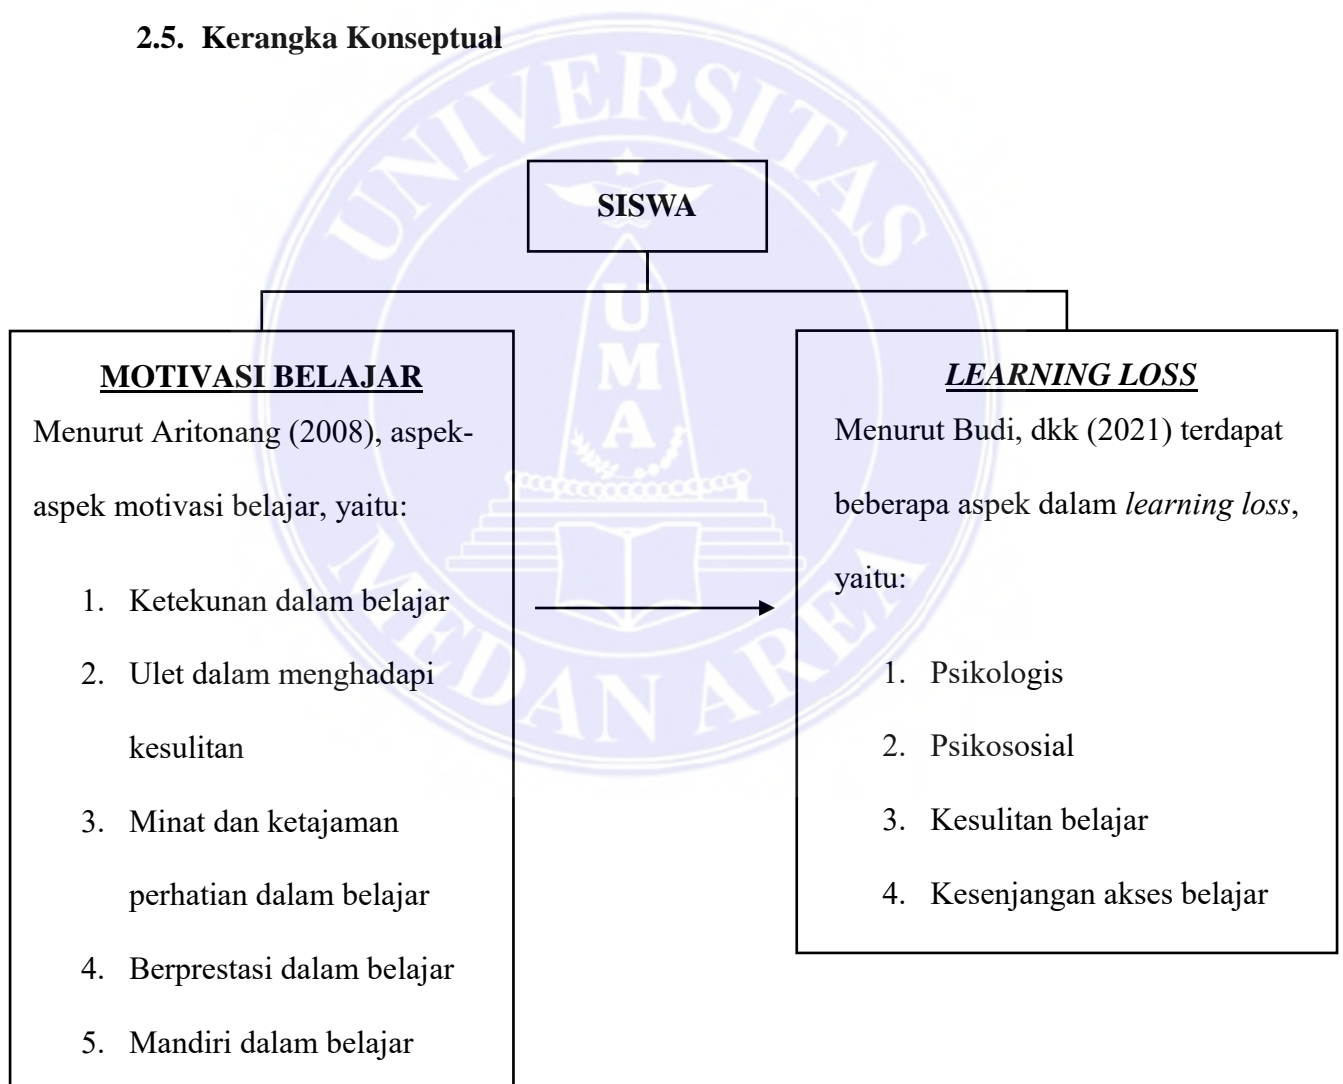 2.5. Kerangka Konseptual
UNIVERSITAS
SISWA
UMA
MEDAN AREA
MOTIVASI BELAJAR
Menurut Aritonang (2008), aspek-
aspek motivasi belajar, yaitu:
1. Ketekunan dalam belajar
2. Ulet dalam menghadapi
kesulitan
3. Minat dan ketajaman
perhatian dalam belajar
4. Berprestasi dalam belajar
5. Mandiri dalam belajar
LEARNING LOSS
Menurut Budi, dkk (2021) terdapat
beberapa aspek dalam learning loss,
yaitu:
1. Psikologis
2. Psikososial
3. Kesulitan belajar
4. Kesenjangan akses belajar